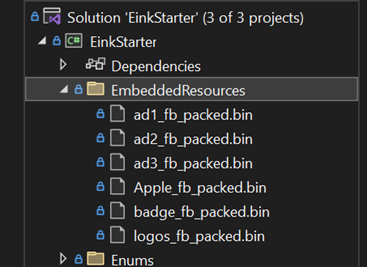 Solution 'EinkStarter' (3 of 3 projects)
C# EinkStarter
Dependencies
EmbeddedResources
ad1_fb_packed.bin
ad2_fb_packed.bin
ad3_fb_packed.bin
Apple_fb_packed.bin
badge_fb_packed.bin
logos_fb_packed.bin
Enums